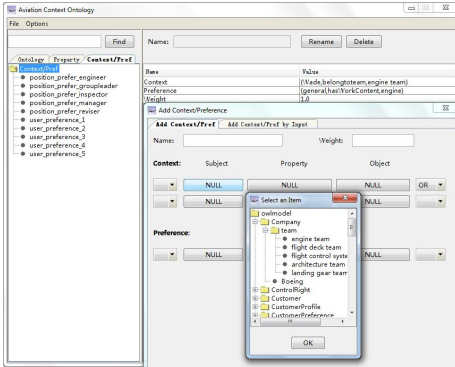 Aviation Context Ontology
File Options
Find
Name:
Rename
Delete
Ontology
Property
Context/Pref
Context/Pref
position_prefer_engineer
position_prefer_groupleader
position_prefer_inspector
position_prefer_manager
position_prefer_reviser
user_preference_1
user_preference_2
user_preference_3
user_preference_4
user_preference_5
Name Value
Context (\Wade,belongtoteam,engine team)
Preference (general,has\WorkContent,engine)
Weight 1.0
Add Context/Preference
Add Context/Pref
Add Context/Pref by Input
Name: Weight:
Context: Subject Property Object
NULL NULL NULL OR
NULL NULL
Preference:
NULL NULL
Select an Item
owlmodel
Company
team
engine team
flight deck team
flight control syste
architecture team
landing gear team
Boeing
ControlRight
Customer
CustomerProfile
CustomerPreference
OK